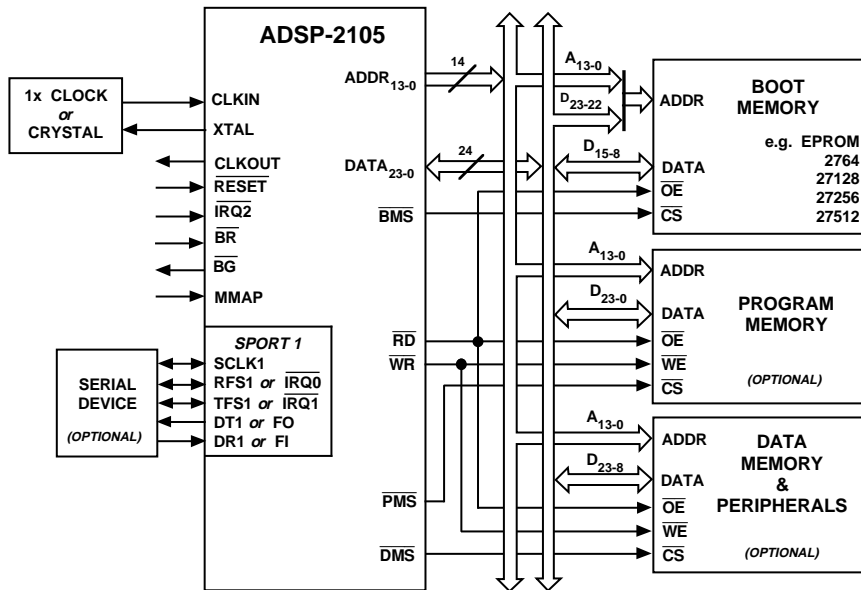 ADSP-2105
1x CLOCK
or
CRYSTAL
CLKIN
XTAL
CLKOUT
RESET
IRQ2
BR
BG
MMAP
SPORT 1
SCLK1
RFS1 or IRQ0
TFS1 or IRQ1
DT1 or FO
DR1 or FI
SERIAL
DEVICE
(OPTIONAL)
ADDR13-0
14
DATA23-0
24
BMS
RD
WR
PMS
DMS
A13-0
D23-22
D15-8
ADDR
DATA
OE
CS
BOOT
MEMORY
e.g. EPROM
2764
27128
27256
27512
A13-0
D23-0
ADDR
DATA
OE
WE
CS
PROGRAM
MEMORY
(OPTIONAL)
A13-0
D23-8
ADDR
DATA
OE
WE
CS
DATA
MEMORY
&
PERIPHERALS
(OPTIONAL)